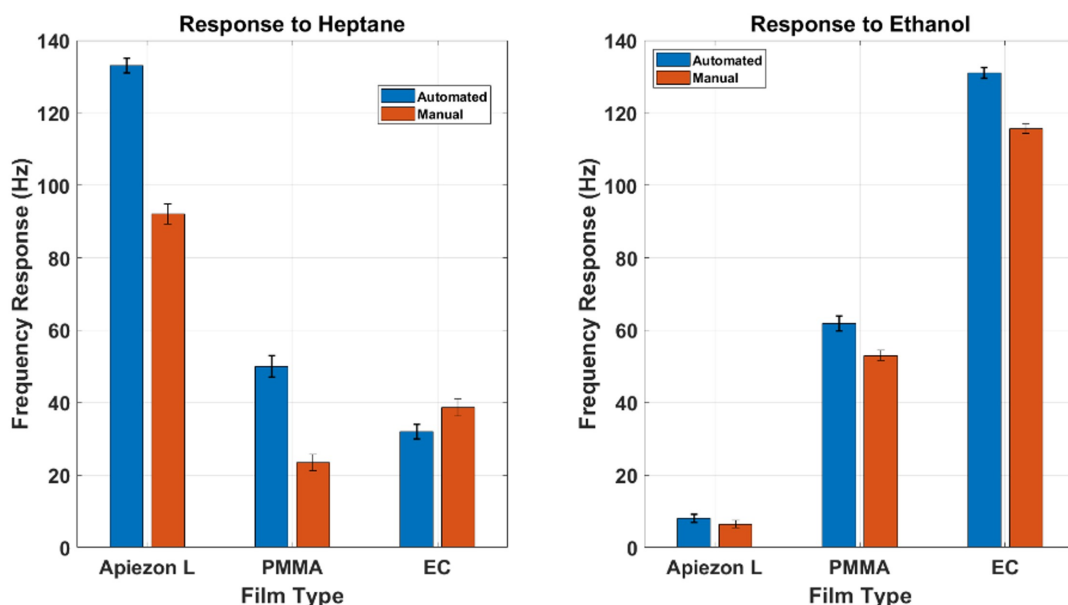 Response to Heptane
140
120
100
80
60
40
20
0
Frequency Response (Hz)
Automated
Manual
Apiezon L PMMA EC
Film Type
Response to Ethanol
140
120
100
80
60
40
20
0
Frequency Response (Hz)
Automated
Manual
Apiezon L PMMA EC
Film Type